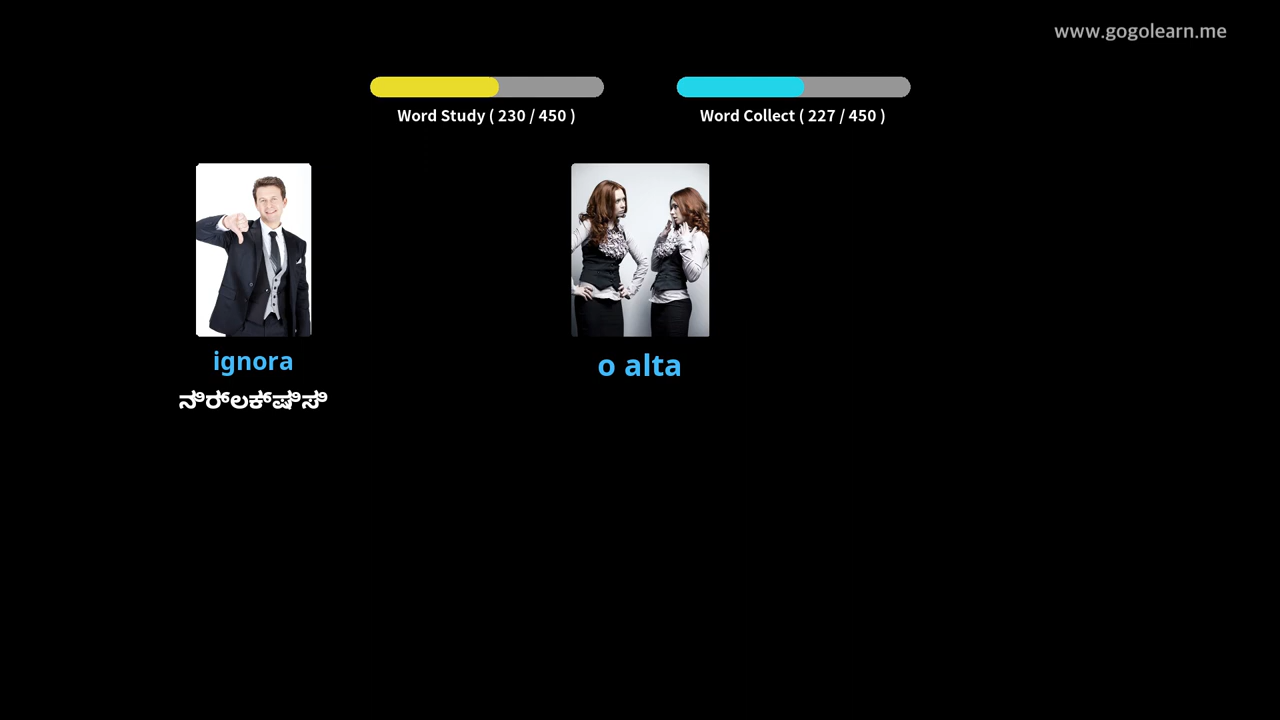 www.gogolearn.me
Word Study ( 230 / 450 )
Word Collect ( 227 / 450 )
ignora
o alta
ನಿರ್ಲಕ್ಷಿಸಿ